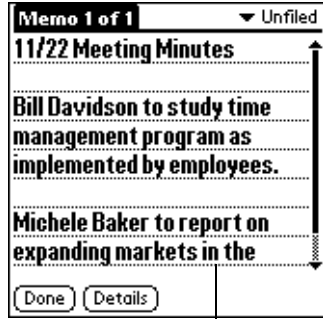 Memo 1 of 1 Unfiled
11/22 Meeting Minutes
Bill Davidson to study time
management program as
implemented by employees.
Michele Baker to report on
expanding markets in the
Done Details